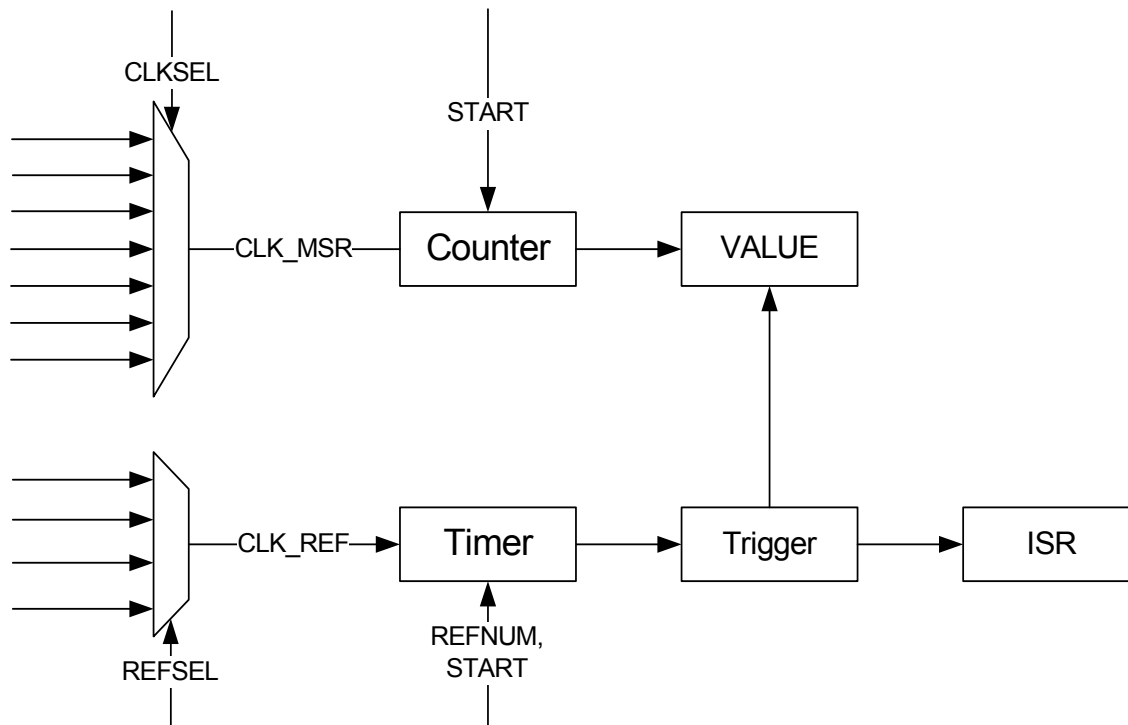 CLKSEL
START
CLK_MSR
Counter
VALUE
CLK_REF
Timer
Trigger
ISR
REFNUM,
START
REFSEL